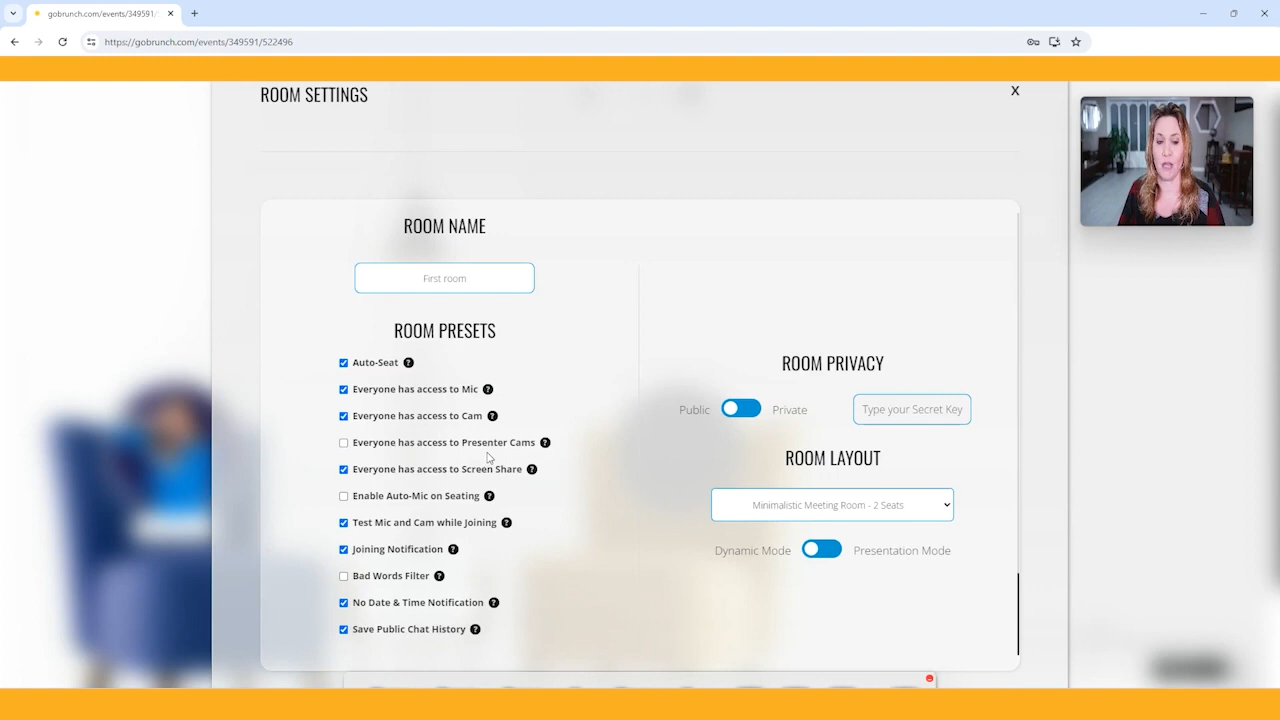 gobrunch.com/events/349591/
https://gobrunch.com/events/349591/522496
ROOM SETTINGS
X
ROOM NAME
First room
ROOM PRESETS
Auto-Seat ?
Everyone has access to Mic ?
Everyone has access to Cam ?
Everyone has access to Presenter Cams ?
Everyone has access to Screen Share ?
Enable Auto-Mic on Seating ?
Test Mic and Cam while Joining ?
Joining Notification ?
Bad Words Filter ?
No Date & Time Notification ?
Save Public Chat History ?
ROOM PRIVACY
Public Private Type your Secret Key
ROOM LAYOUT
Minimalistic Meeting Room - 2 Seats
Dynamic Mode Presentation Mode